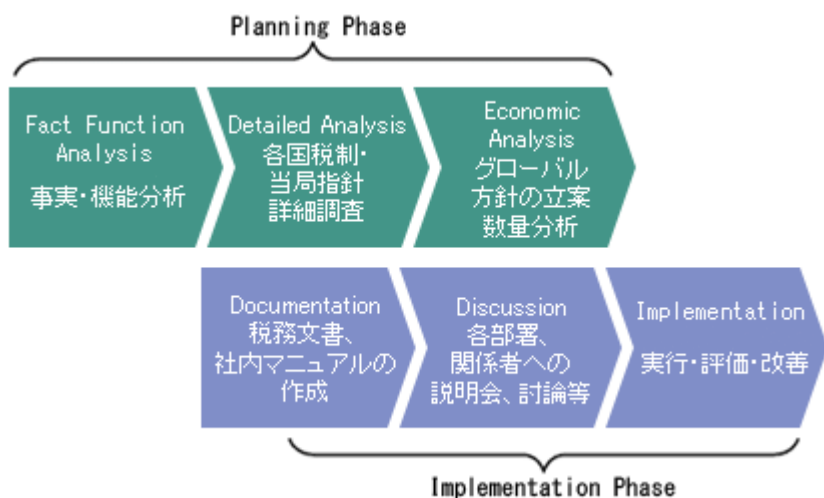 Planning Phase
Fact Function
Analysis
事実・機能分析
Detailed Analysis
各国税制・
当局指針
詳細調査
Economic
Analysis
グローバル
方針の立案
数量分析
Documentation
税務文書、
社内マニュアルの
作成
Discussion
各部署、
関係者への
説明会、討論等
Implementation
実行・評価・改善
Implementation Phase